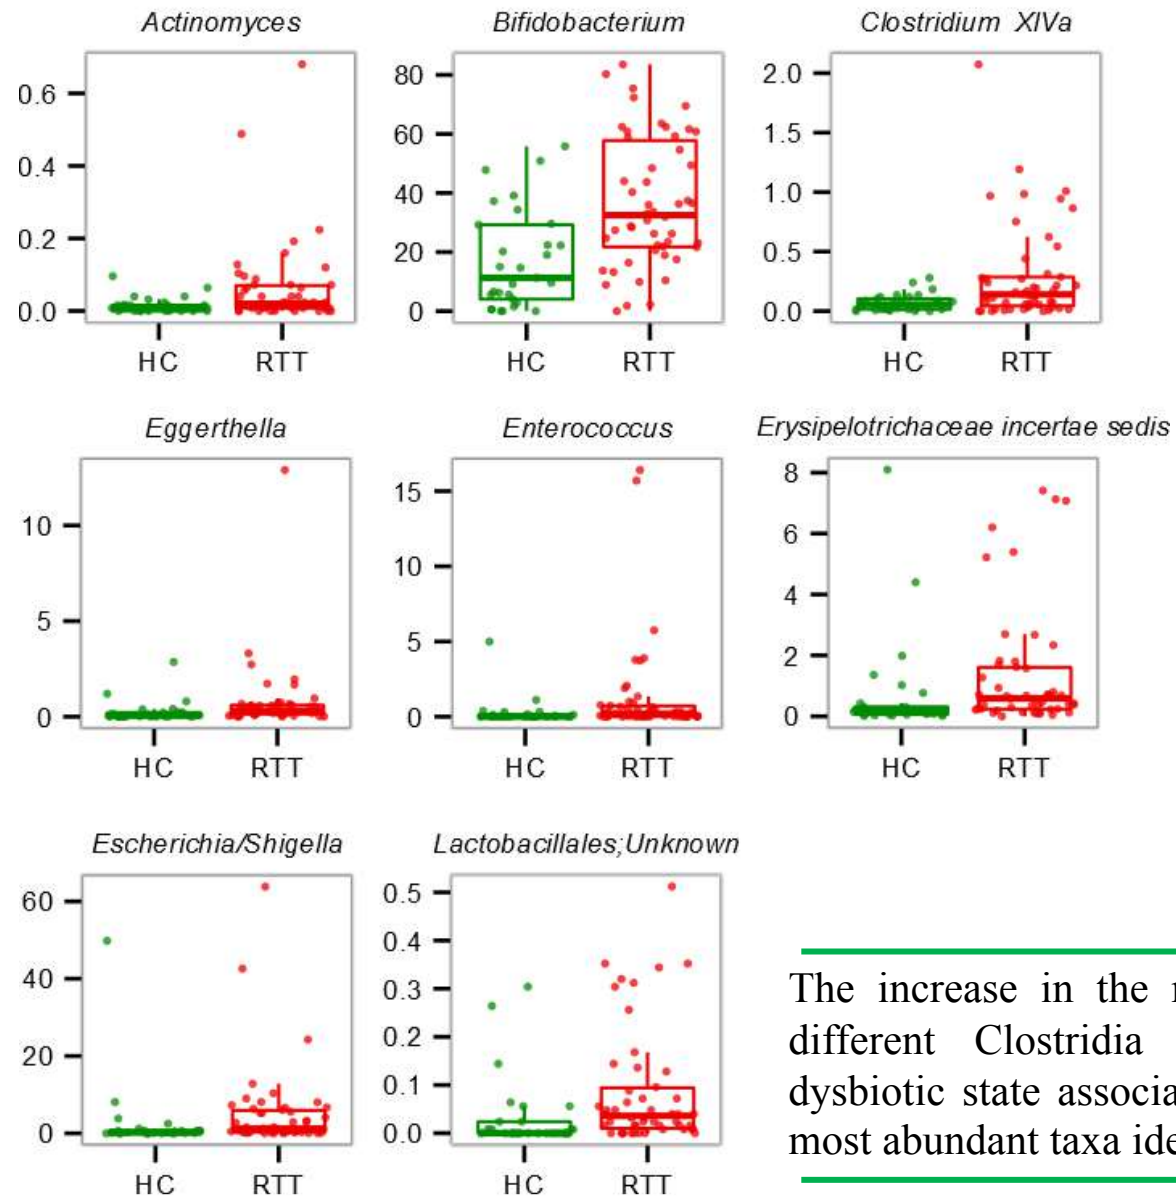 Actinomyces
0.6
0.4
0.2
0.0
HC RTT
Bifidobacterium
80
60
40
20
0
HC RTT
Clostridium XIVa
2.0
1.5
1.0
0.5
0.0
HC RTT
Eggerthella
10
5
0
HC RTT
Enterococcus
15
10
5
0
HC RTT
Erysipelotrichaceae incertae sedis
8
6
4
2
0
HC RTT
Escherichia/Shigella
60
40
20
0
HC RTT
Lactobacillales;Unknown
0.5
0.4
0.3
0.2
0.1
0.0
HC RTT
The increase in the
different Clostridia
dysbiotic state associa
most abundant taxa ide